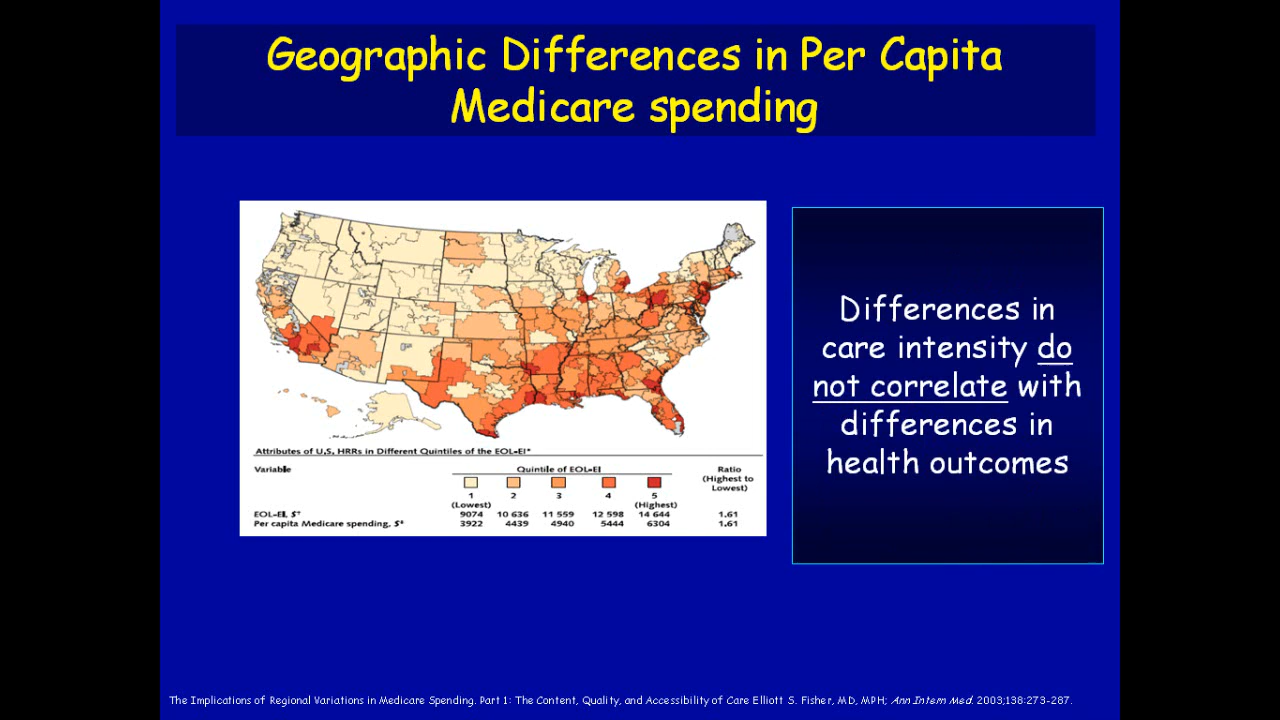 Geographic Differences in Per Capita
Medicare spending
Differences in
care intensity do
not correlate with
differences in
health outcomes
Attributes of U.S. HRRs in Different Quintiles of the EOL-EI*
Variable Quintile of EOL-EI Ratio
(Highest to
Lowest)
1 2 3 4 5
(Lowest) (Highest)
EOL-EI, $† 9074 10 636 11 559 12 598 14 644 1.61
Per capita Medicare spending, $‡ 3922 4439 4940 5444 6304 1.61
The Implications of Regional Variations in Medicare Spending. Part 1: The Content, Quality, and Accessibility of Care Elliott S. Fisher, MD, MPH; Ann Intern Med. 2003;138:273-287.